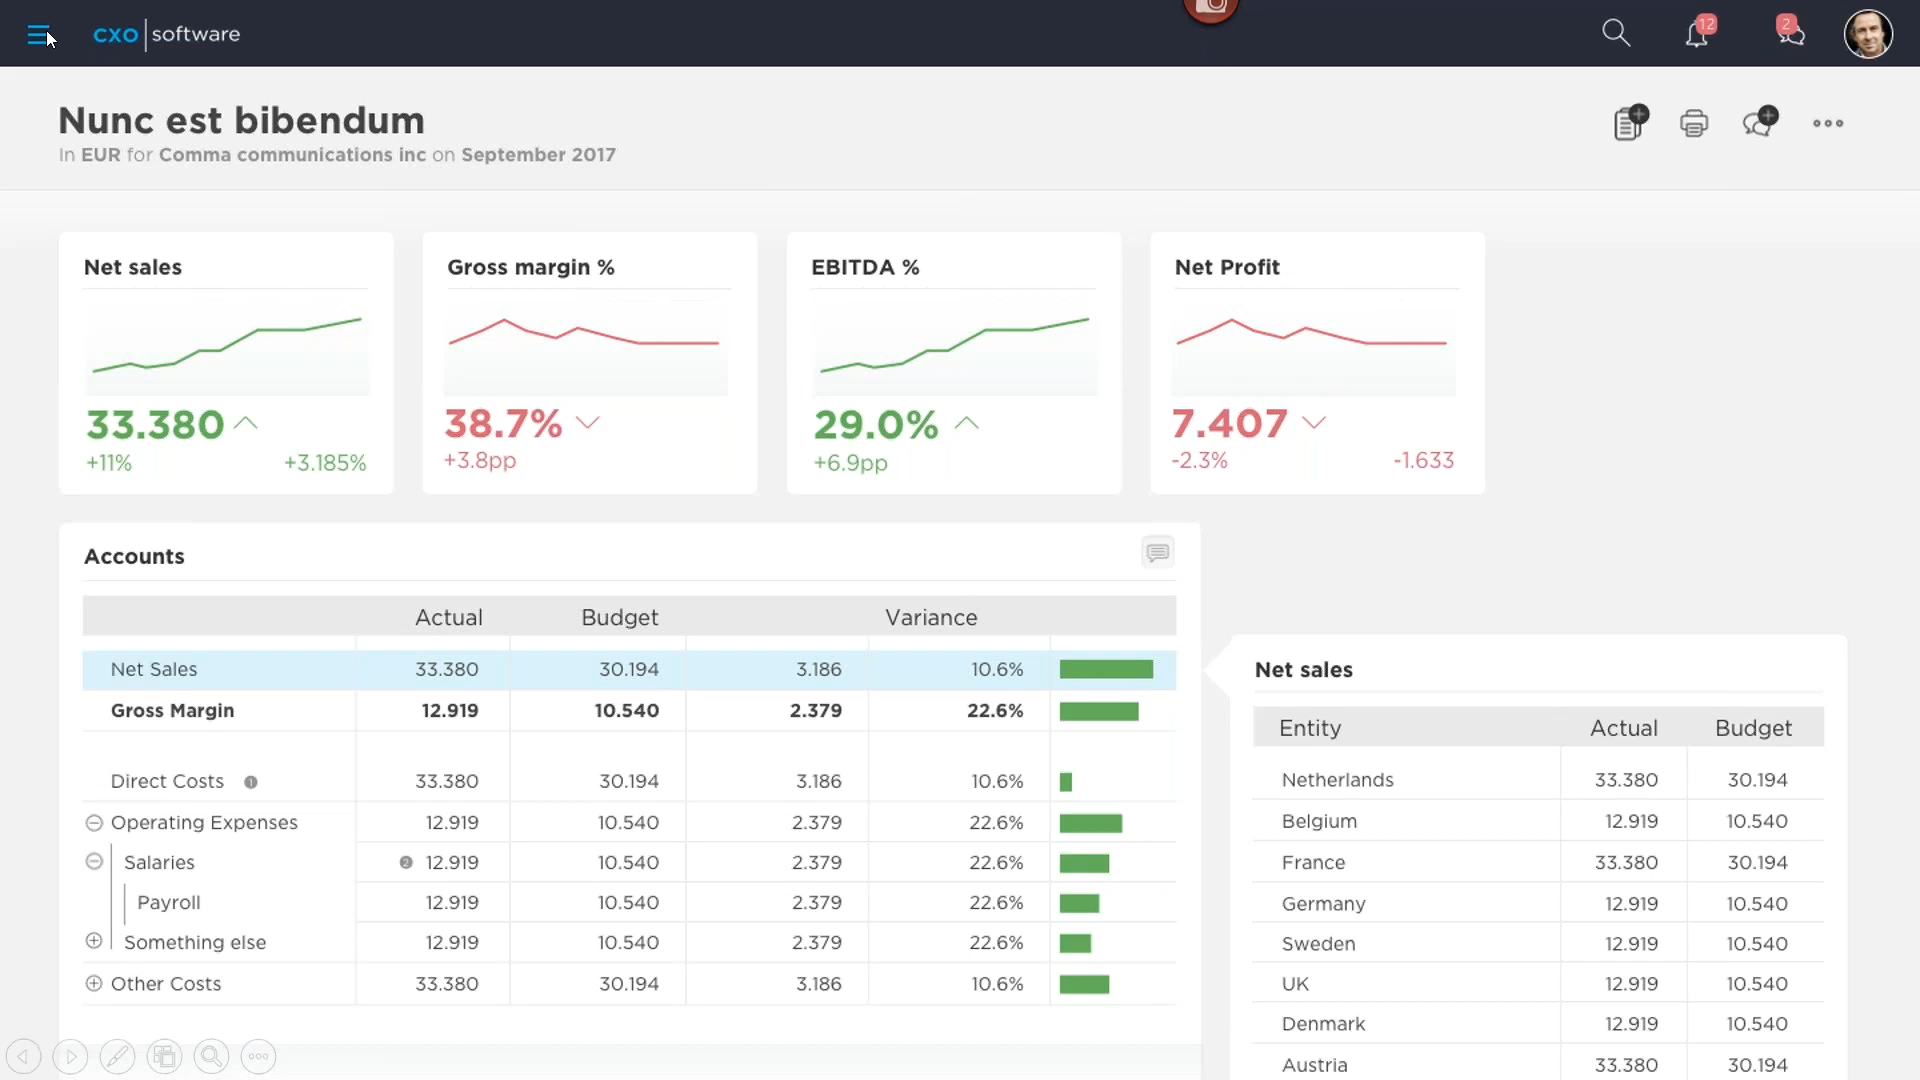 CXO software
12
2
Nunc est bibendum
In EUR for Comma communications inc on September 2017
Net sales
33.380
+11% +3.185%
Gross margin %
38.7%
+3.8pp
EBITDA %
29.0%
+6.9pp
Net Profit
7.407
-2.3% -1.633
Accounts
Actual Budget Variance
Net Sales 33.380 30.194 3.186 10.6%
Gross Margin 12.919 10.540 2.379 22.6%
Direct Costs 1 33.380 30.194 3.186 10.6%
Operating Expenses 12.919 10.540 2.379 22.6%
Salaries 2 12.919 10.540 2.379 22.6%
Payroll 12.919 10.540 2.379 22.6%
Something else 12.919 10.540 2.379 22.6%
Other Costs 33.380 30.194 3.186 10.6%
Net sales
Entity Actual Budget
Netherlands 33.380 30.194
Belgium 12.919 10.540
France 33.380 30.194
Germany 12.919 10.540
Sweden 12.919 10.540
UK 12.919 10.540
Denmark 12.919 10.540
Austria 33.380 30.194